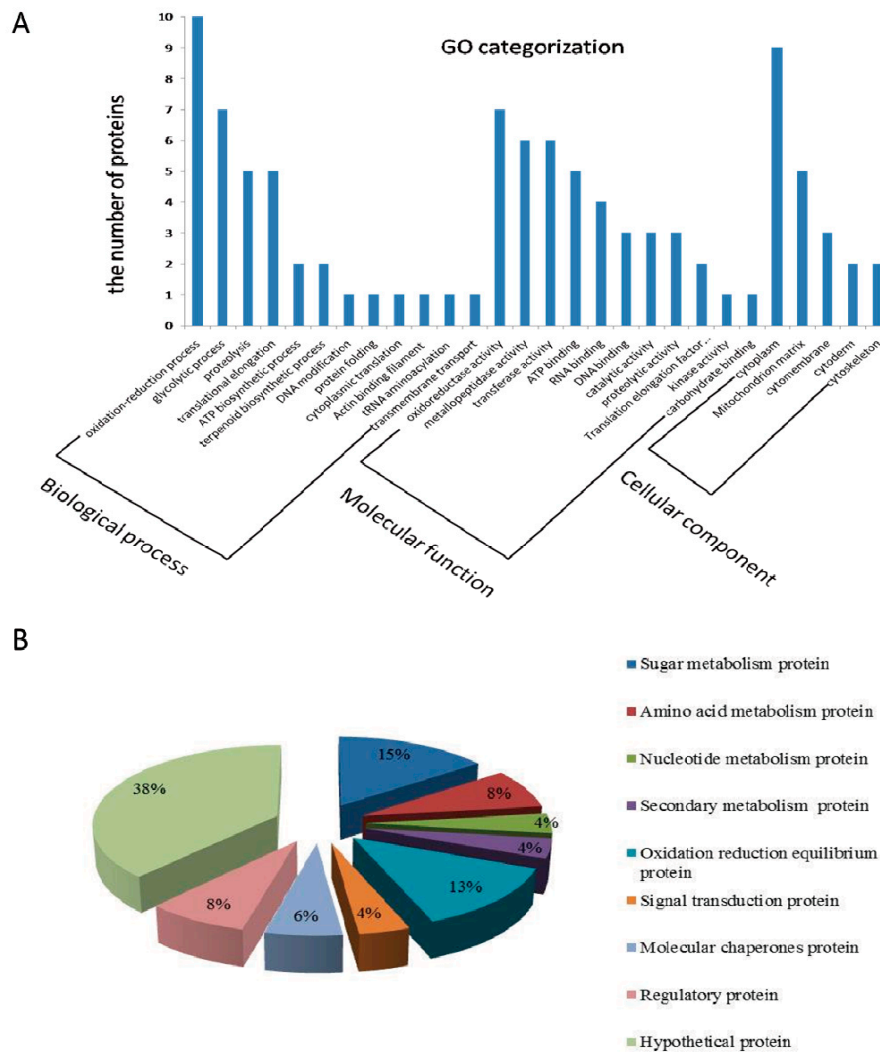 A
GO categorization
the number of proteins
10
9
8
7
6
5
4
3
2
1
0
oxidation-reduction process
glycolytic process
proteolysis
translational elongation
ATP biosynthetic process
terpenoid biosynthetic process
DNA modification
protein folding
cytoplasmic translation
Actin binding filament
tRNA aminoacylation
transmembrane transport
oxidoreductase activity
metallopeptidase activity
transferase activity
ATP binding
RNA binding
DNA binding
catalytic activity
proteolytic activity
Translation elongation factor...
kinase activity
carbohydrate binding
cytoplasm
Mitochondrion matrix
cytomembrane
cytoderm
cytoskeleton
Biological process
Molecular function
Cellular component
B
15%
8%
4%
4%
13%
4%
6%
8%
38%
Sugar metabolism protein
Amino acid metabolism protein
Nucleotide metabolism protein
Secondary metabolism protein
Oxidation reduction equilibrium
protein
Signal transduction protein
Molecular chaperones protein
Regulatory protein
Hypothetical protein